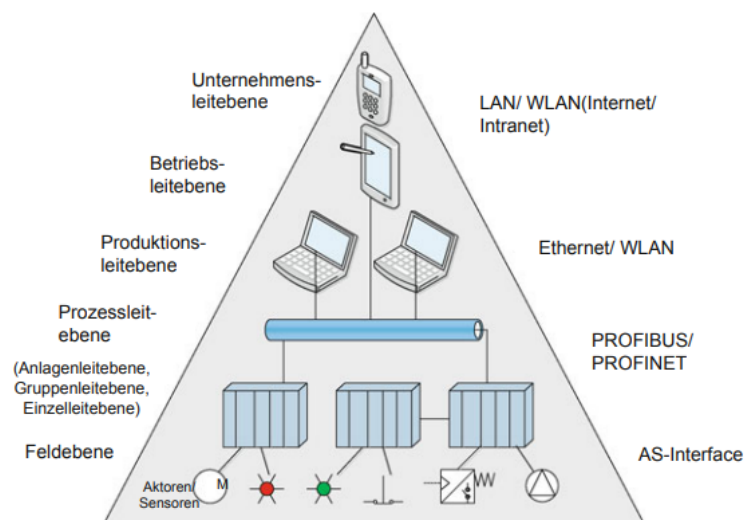 Unternehmens-
leitebene
LAN/ WLAN(Internet/
Intranet)
Betriebs-
leitebene
Produktions-
leitebene
Ethernet/ WLAN
Prozessleit-
ebene
(Anlagenleitebene,
Gruppenleitebene,
Einzelleitebene)
PROFIBUS/
PROFINET
Feldebene
AS-Interface
Aktoren/
Sensoren
M